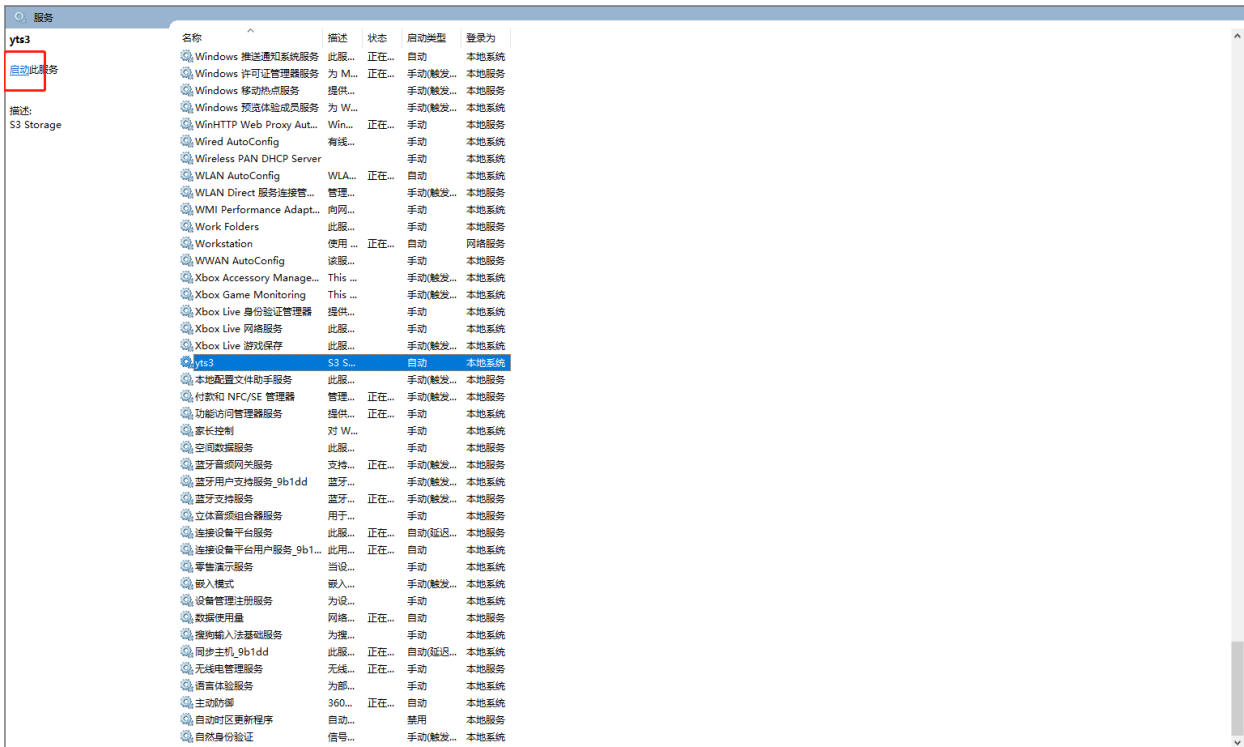 服务
yts3
启动此服务
描述:
S3 Storage
名称 描述 状态 启动类型 登录为
Windows 推送通知系统服务 此服... 正在... 自动 本地系统
Windows 许可证管理器服务 为 M... 正在... 手动(触发... 本地服务
Windows 移动热点服务 提供... 手动(触发... 本地服务
Windows 预览体验成员服务 为 W... 手动(触发... 本地系统
WinHTTP Web Proxy Aut... Win... 正在... 手动 本地服务
Wired AutoConfig 有线... 手动 本地系统
Wireless PAN DHCP Server 手动 本地服务
WLAN AutoConfig WLA... 正在... 自动 本地系统
WLAN Direct 服务连接管... 管理... 手动(触发... 本地服务
WMI Performance Adapt... 向网... 手动 本地系统
Work Folders 此服... 手动 本地服务
Workstation 使用 ... 正在... 自动 网络服务
WWAN AutoConfig 该服... 手动 本地系统
Xbox Accessory Manage... This ... 手动(触发... 本地系统
Xbox Game Monitoring This ... 手动(触发... 本地系统
Xbox Live 身份验证管理器 提供... 手动 本地系统
Xbox Live 网络服务 此服... 手动 本地系统
Xbox Live 游戏保存 此服... 手动(触发... 本地系统
yts3 S3 S... 自动 本地系统
本地配置文件助手服务 此服... 手动(触发... 本地服务
付款和 NFC/SE 管理器 管理... 正在... 手动(触发... 本地服务
功能访问管理器服务 提供... 正在... 手动 本地系统
家长控制 对 W... 手动 本地系统
空间数据服务 此服... 手动 本地服务
蓝牙音频网关服务 支持... 正在... 手动(触发... 本地服务
蓝牙用户支持服务_9b1dd 蓝牙... 手动(触发... 本地系统
蓝牙支持服务 蓝牙... 正在... 手动(触发... 本地服务
立体音频组合器服务 用于... 手动 本地服务
连接设备平台服务 此服... 正在... 自动(延迟... 本地服务
连接设备平台用户服务_9b1... 此用... 正在... 自动 本地系统
零售演示服务 当设... 手动 本地系统
嵌入模式 嵌入... 手动(触发... 本地系统
设备管理注册服务 为设... 手动 本地系统
数据使用量 网络... 正在... 自动 本地服务
搜狗输入法基础服务 为搜... 手动 本地系统
同步主机_9b1dd 此服... 正在... 自动(延迟... 本地系统
无线电管理服务 无线... 正在... 手动 本地服务
语言体验服务 为部... 手动 本地系统
主动防御 360... 正在... 自动 本地系统
自动时区更新程序 自动... 禁用 本地服务
自然身份验证 信号... 手动(触发... 本地系统